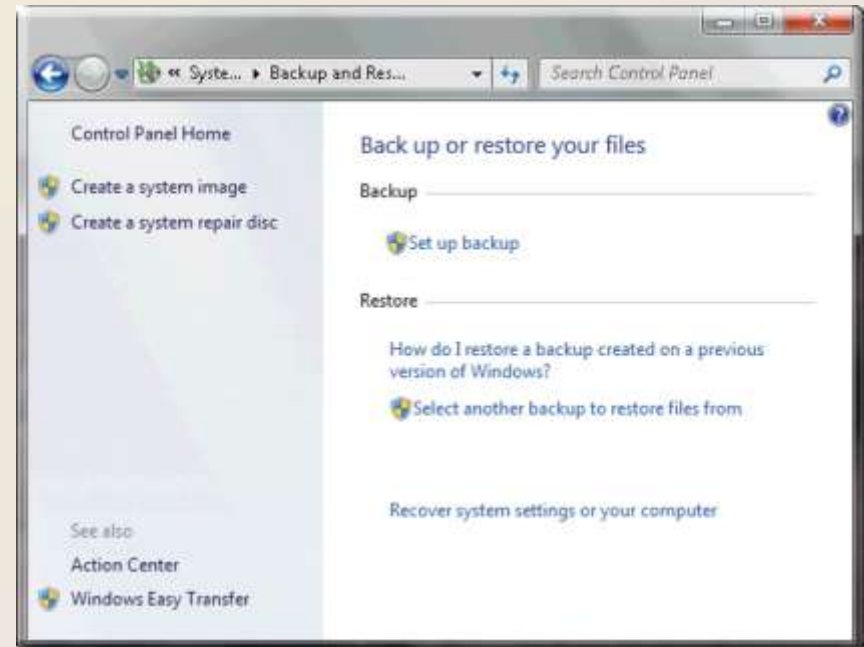 Syste... Backup and Res...
Search Control Panel
Control Panel Home
Create a system image
Create a system repair disc
See also
Action Center
Windows Easy Transfer
Back up or restore your files
Backup
Set up backup
Restore
How do I restore a backup created on a previous
version of Windows?
Select another backup to restore files from
Recover system settings or your computer